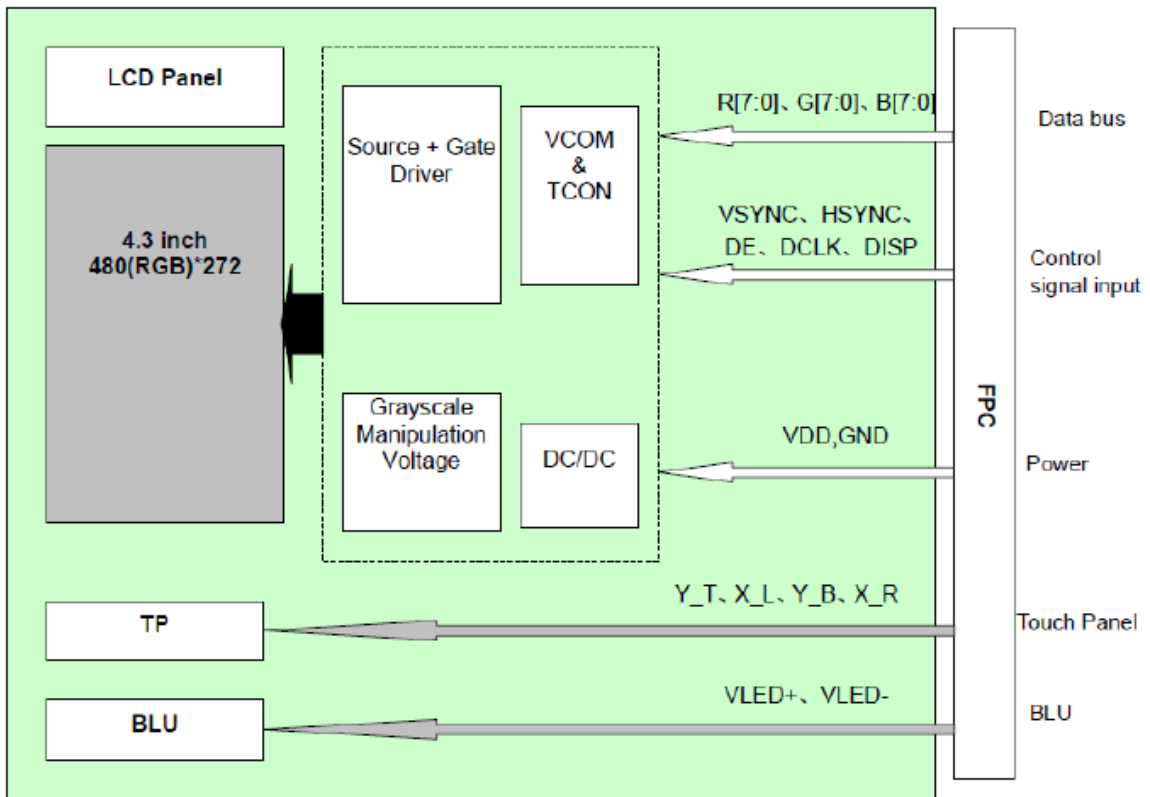 LCD Panel
4.3 inch
480(RGB)*272
Source + Gate
Driver
VCOM
&
TCON
Grayscale
Manipulation
Voltage
DC/DC
R[7:0]、G[7:0]、B[7:0]
Data bus
VSYNC、HSYNC、
DE、DCLK、DISP
Control
signal input
VDD,GND
Power
FPC
TP
Y_T、X_L、Y_B、X_R
Touch Panel
BLU
VLED+、VLED-
BLU